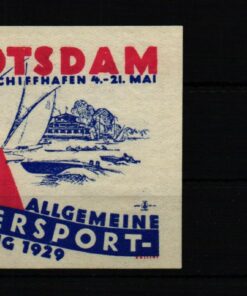 OTSDAM
CHIFFHAFEN 4.-21. MAI
ALLGEMEINE
ERSPORT-
G 1929